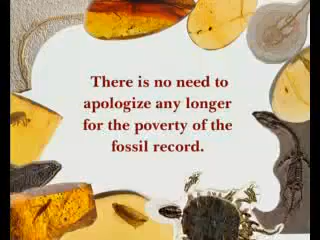 There is no need to
apologize any longer
for the poverty of the
fossil record.